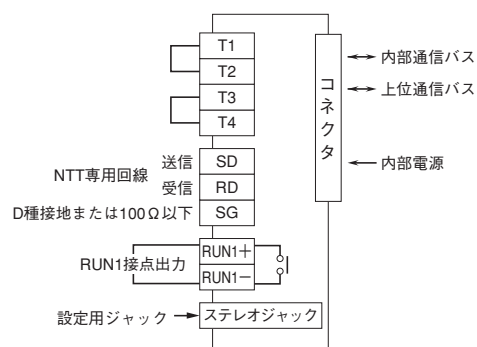 T1
T2
T3
T4
コネクタ
内部通信バス
上位通信バス
内部電源
NTT専用回線
送信 SD
受信 RD
D種接地または100Ω以下 SG
RUN1接点出力
RUN1＋
RUN1－
設定用ジャック ステレオジャック